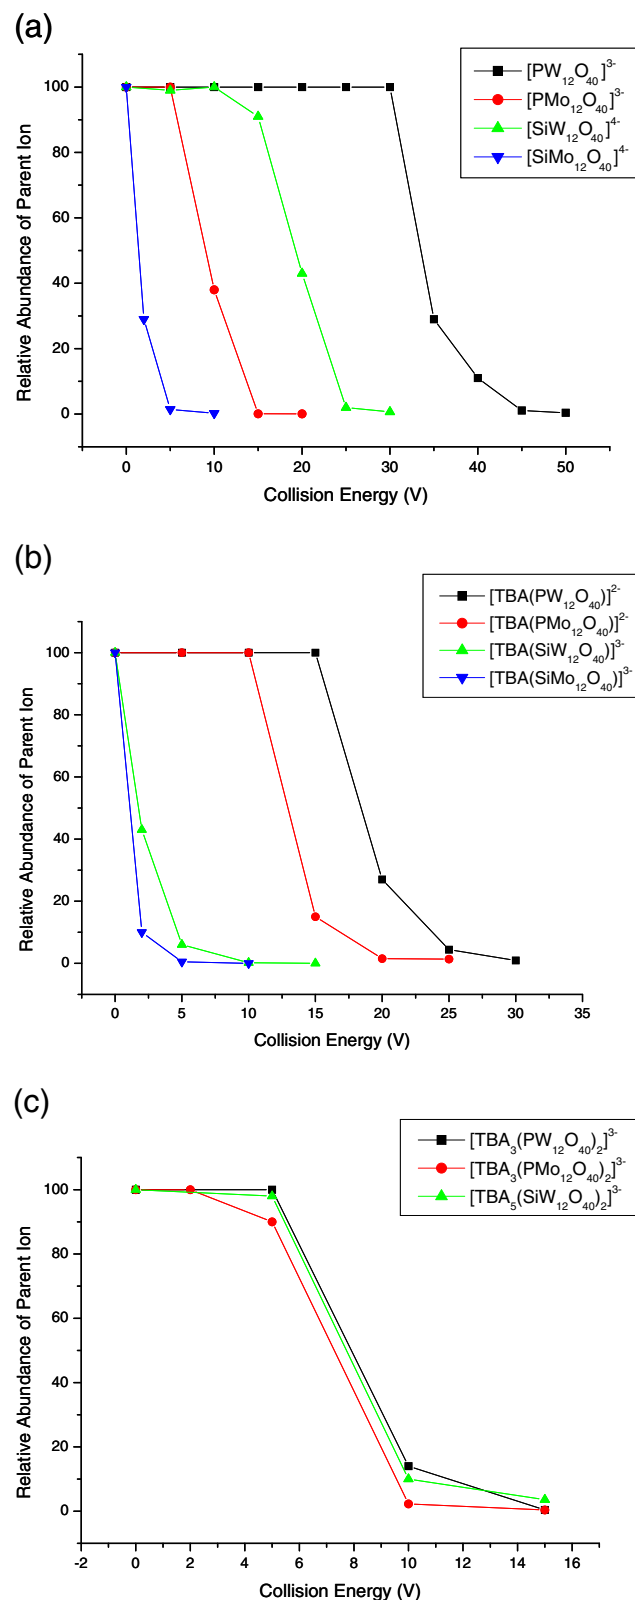 (a)
[PW12O40]3-
[PMo12O40]3-
[SiW12O40]4-
[SiMo12O40]4-
100
80
60
40
20
0
Relative Abundance of Parent Ion
0 10 20 30 40 50
Collision Energy (V)
(b)
[TBA(PW12O40)]2-
[TBA(PMo12O40)]2-
[TBA(SiW12O40)]3-
[TBA(SiMo12O40)]3-
100
80
60
40
20
0
Relative Abundance of Parent Ion
0 5 10 15 20 25 30 35
Collision Energy (V)
(c)
[TBA3(PW12O40)2]3-
[TBA3(PMo12O40)2]3-
[TBA5(SiW12O40)2]3-
100
80
60
40
20
0
Relative Abundance of Parent Ion
-2 0 2 4 6 8 10 12 14 16
Collision Energy (V)